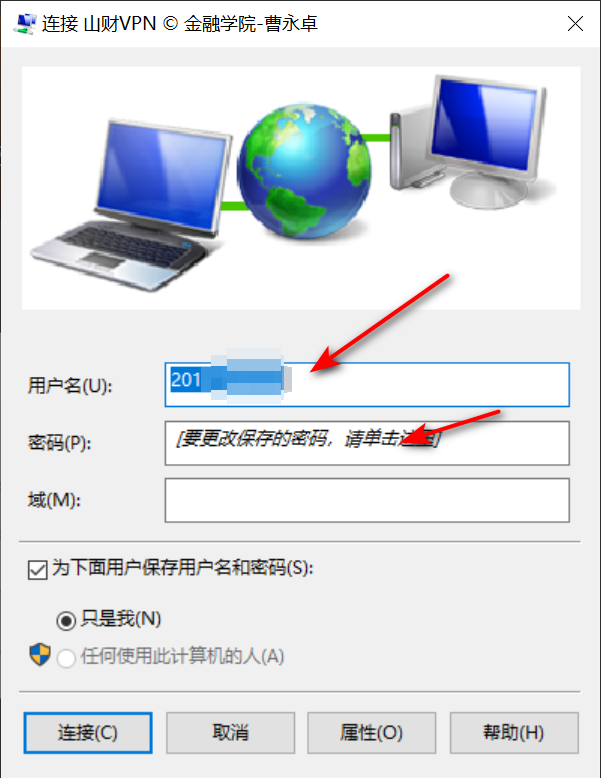 连接 山财VPN © 金融学院-曹永卓
用户名(U):
201
密码(P):
[要更改保存的密码，请单击这里]
域(M):
为下面用户保存用户名和密码(S):
只是我(N)
任何使用此计算机的人(A)
连接(C)
取消
属性(O)
帮助(H)